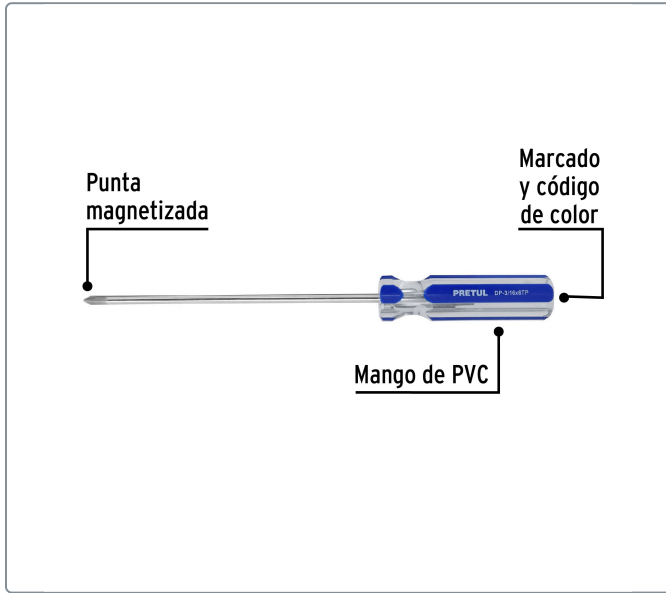 Punta
magnetizada
Marcado
y código
de color
PRETUL DP-3/16x6TP
Mango de PVC